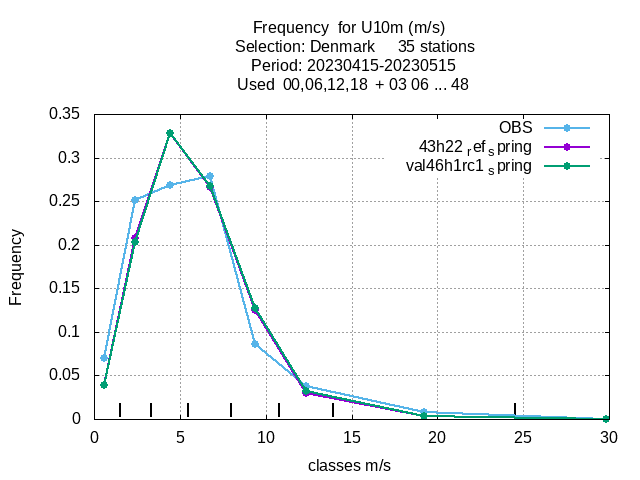 Frequency  for U10m (m/s)
Selection: Denmark     35 stations
Period: 20230415-20230515
Used  00,06,12,18  + 03 06 ... 48
0.35
OBS
43h22 ref spring
val46h1rc1 spring
0.3
0.25
0.2
0.15
0.1
0.05
0
Frequency
0 5 10 15 20 25 30
classes m/s